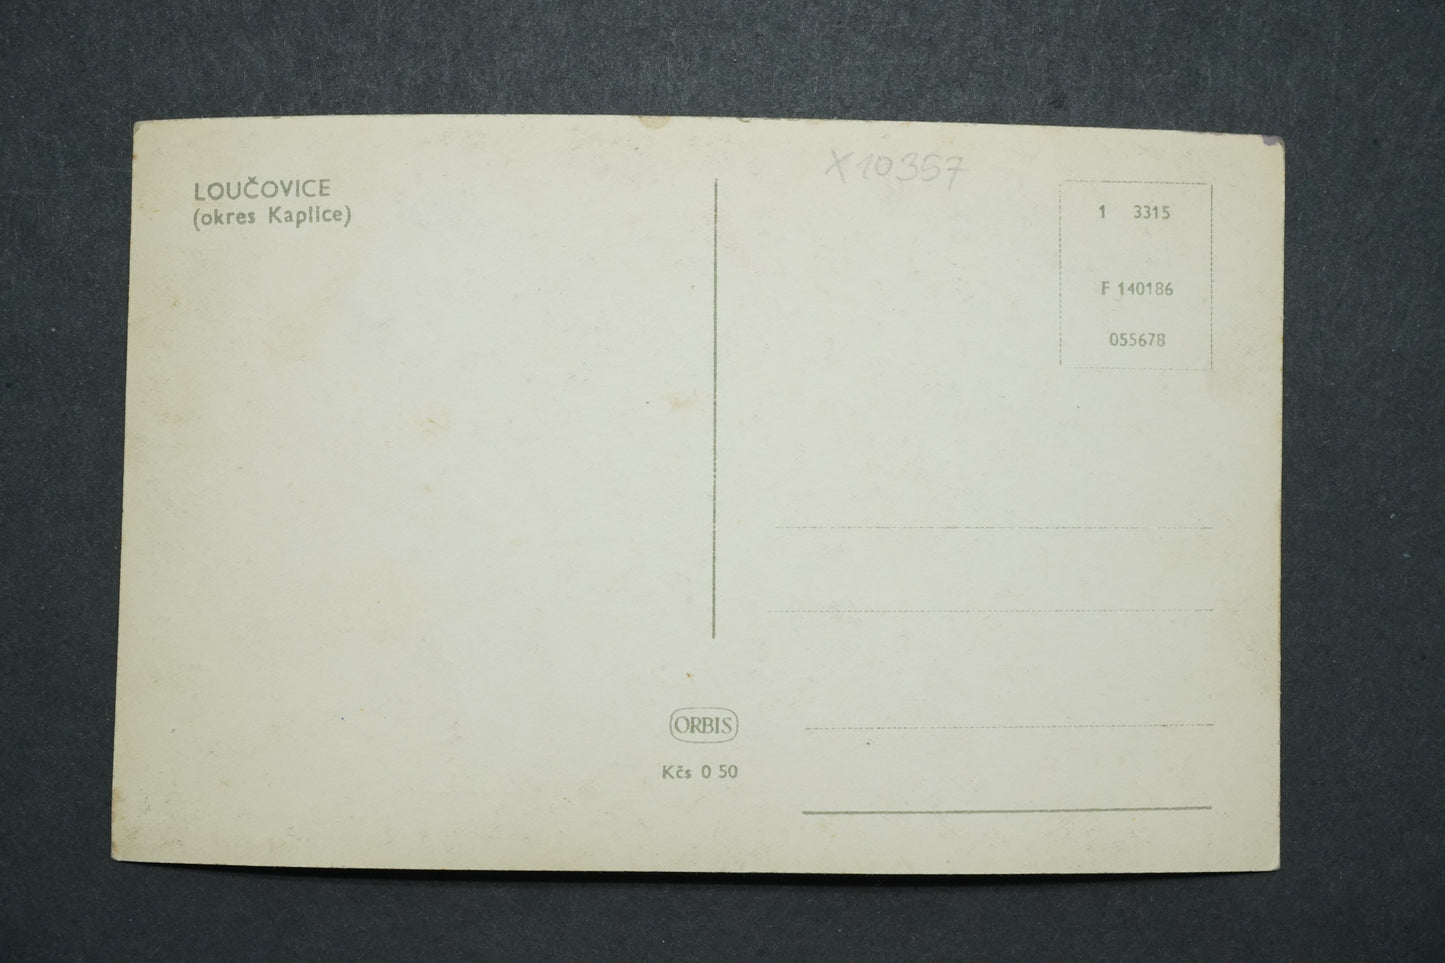 LOUČOVICE
(okres Kaplice)
X10357
1 3315
F 140186
055678
ORBIS
Kčs 0 50